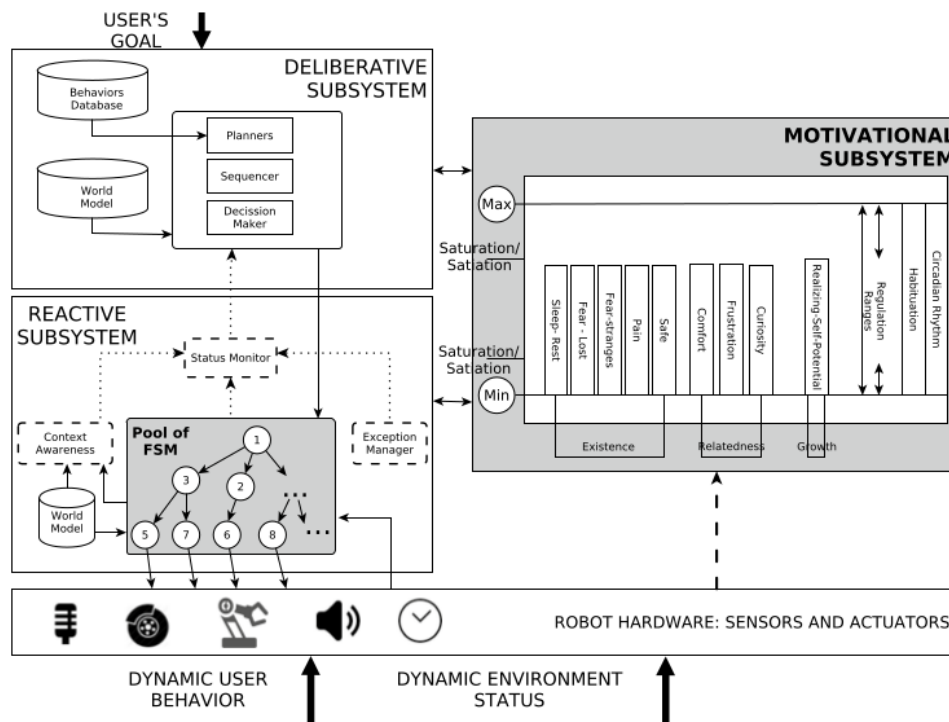 USER'S
GOAL
DELIBERATIVE
SUBSYSTEM
Behaviors
Database
Planners
Sequencer
World
Model
Decission
Maker
REACTIVE
SUBSYSTEM
Status Monitor
Context
Awareness
Pool of
FSM
Exception
Manager
World
Model
1
3
2
...
5
7
6
8
...
MOTIVATIONAL
SUBSYSTEM
Max
Saturation/
Satiation
Saturation/
Satiation
Min
Sleep- Rest
Fear - Lost
Fear-stranges
Pain
Safe
Comfort
Frustration
Curiosity
Realizing-Self-Potential
Regulation
Ranges
Habituation
Circadian Rhythm
Existence
Relatedness
Growth
ROBOT HARDWARE: SENSORS AND ACTUATORS
DYNAMIC USER
BEHAVIOR
DYNAMIC ENVIRONMENT
STATUS